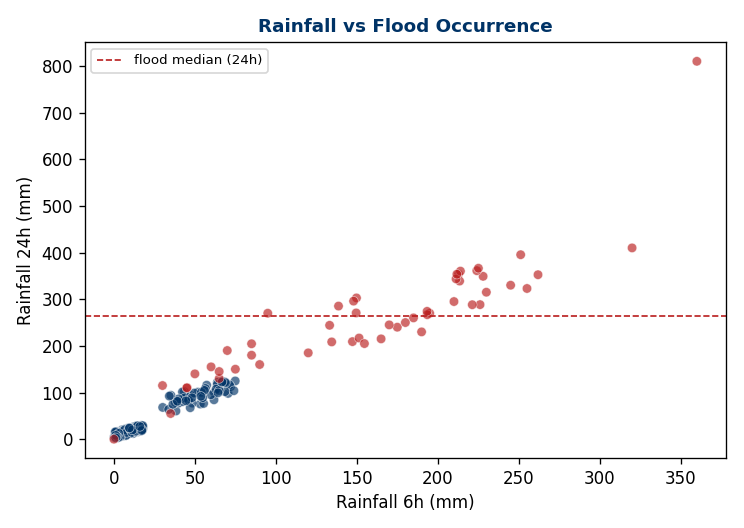 Rainfall vs Flood Occurrence
flood median (24h)
Rainfall 24h (mm)
800
700
600
500
400
300
200
100
0
0 50 100 150 200 250 300 350
Rainfall 6h (mm)